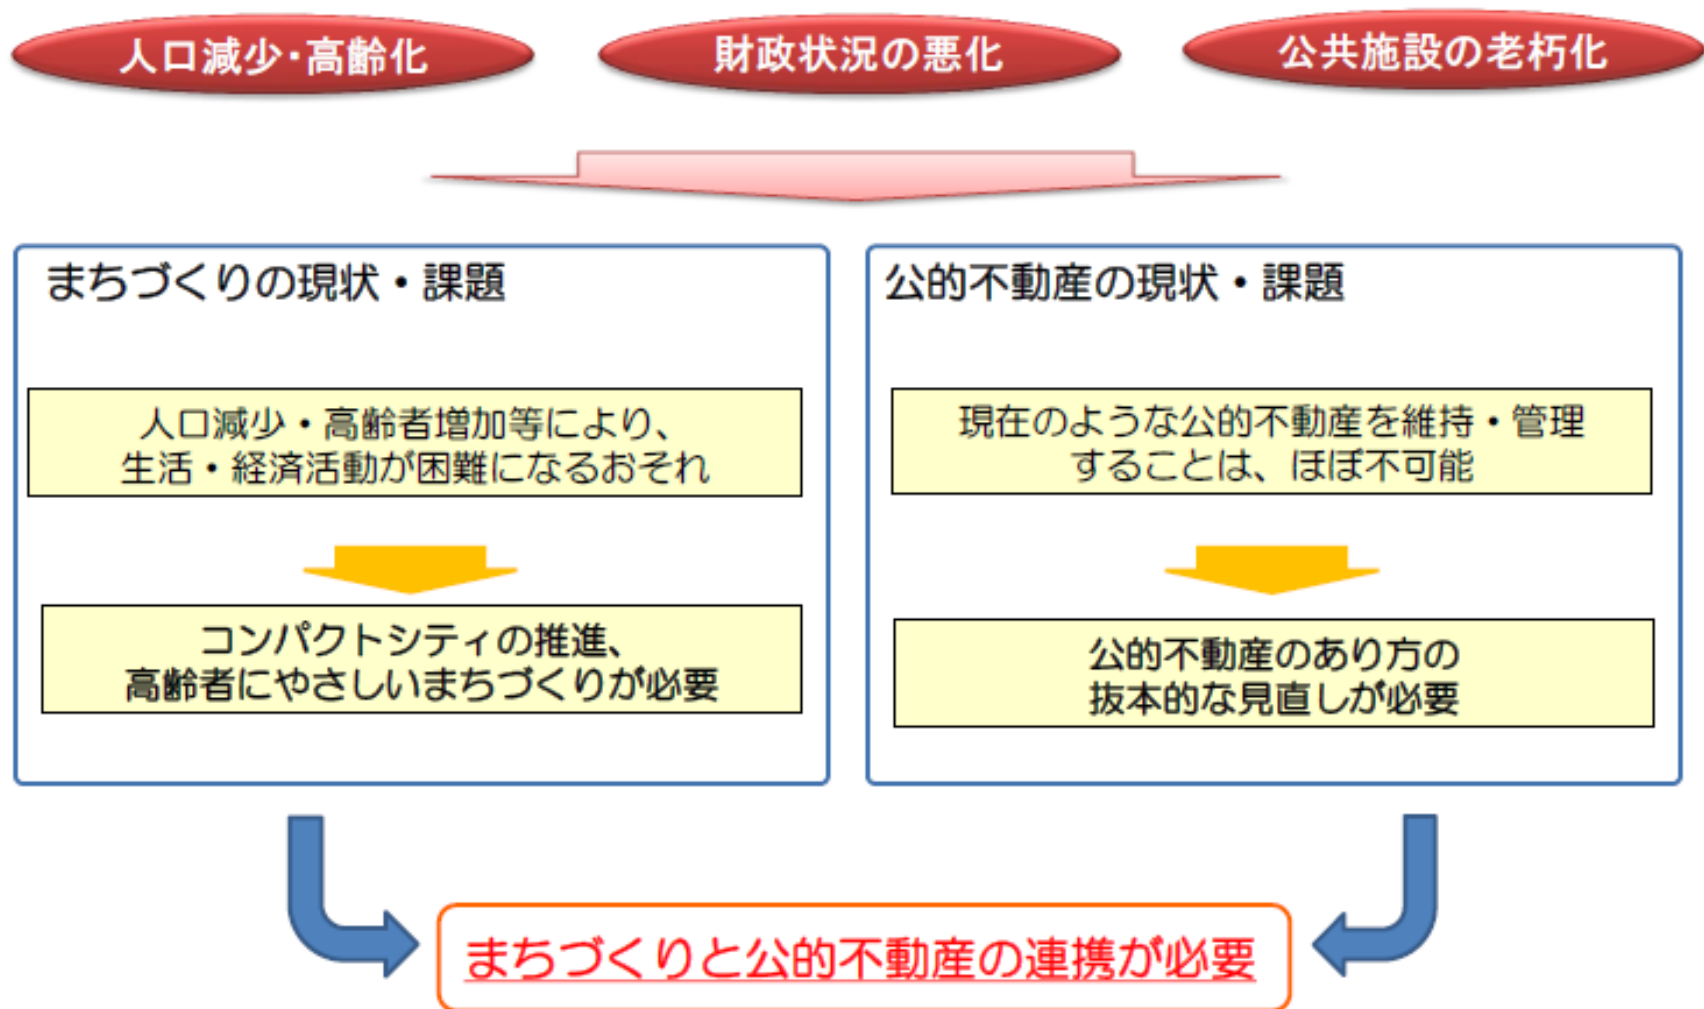 人口減少・高齢化
財政状況の悪化
公共施設の老朽化
まちづくりの現状・課題
人口減少・高齢者増加等により、
生活・経済活動が困難になるおそれ
コンパクトシティの推進、
高齢者にやさしいまちづくりが必要
公的不動産の現状・課題
現在のような公的不動産を維持・管理
することは、ほぼ不可能
公的不動産のあり方の
抜本的な見直しが必要
まちづくりと公的不動産の連携が必要